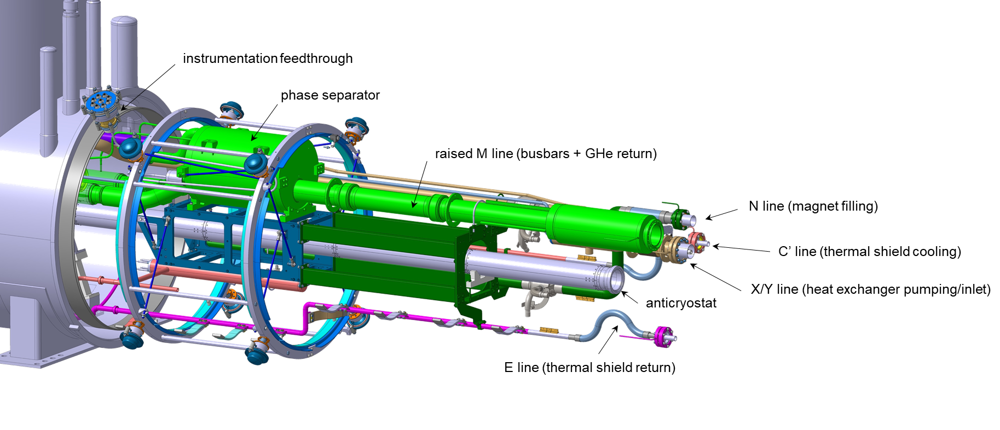 instrumentation feedthrough
phase separator
raised M line (busbars + GHe return)
N line (magnet filling)
C’ line (thermal shield cooling)
X/Y line (heat exchanger pumping/inlet)
anticryostat
E line (thermal shield return)